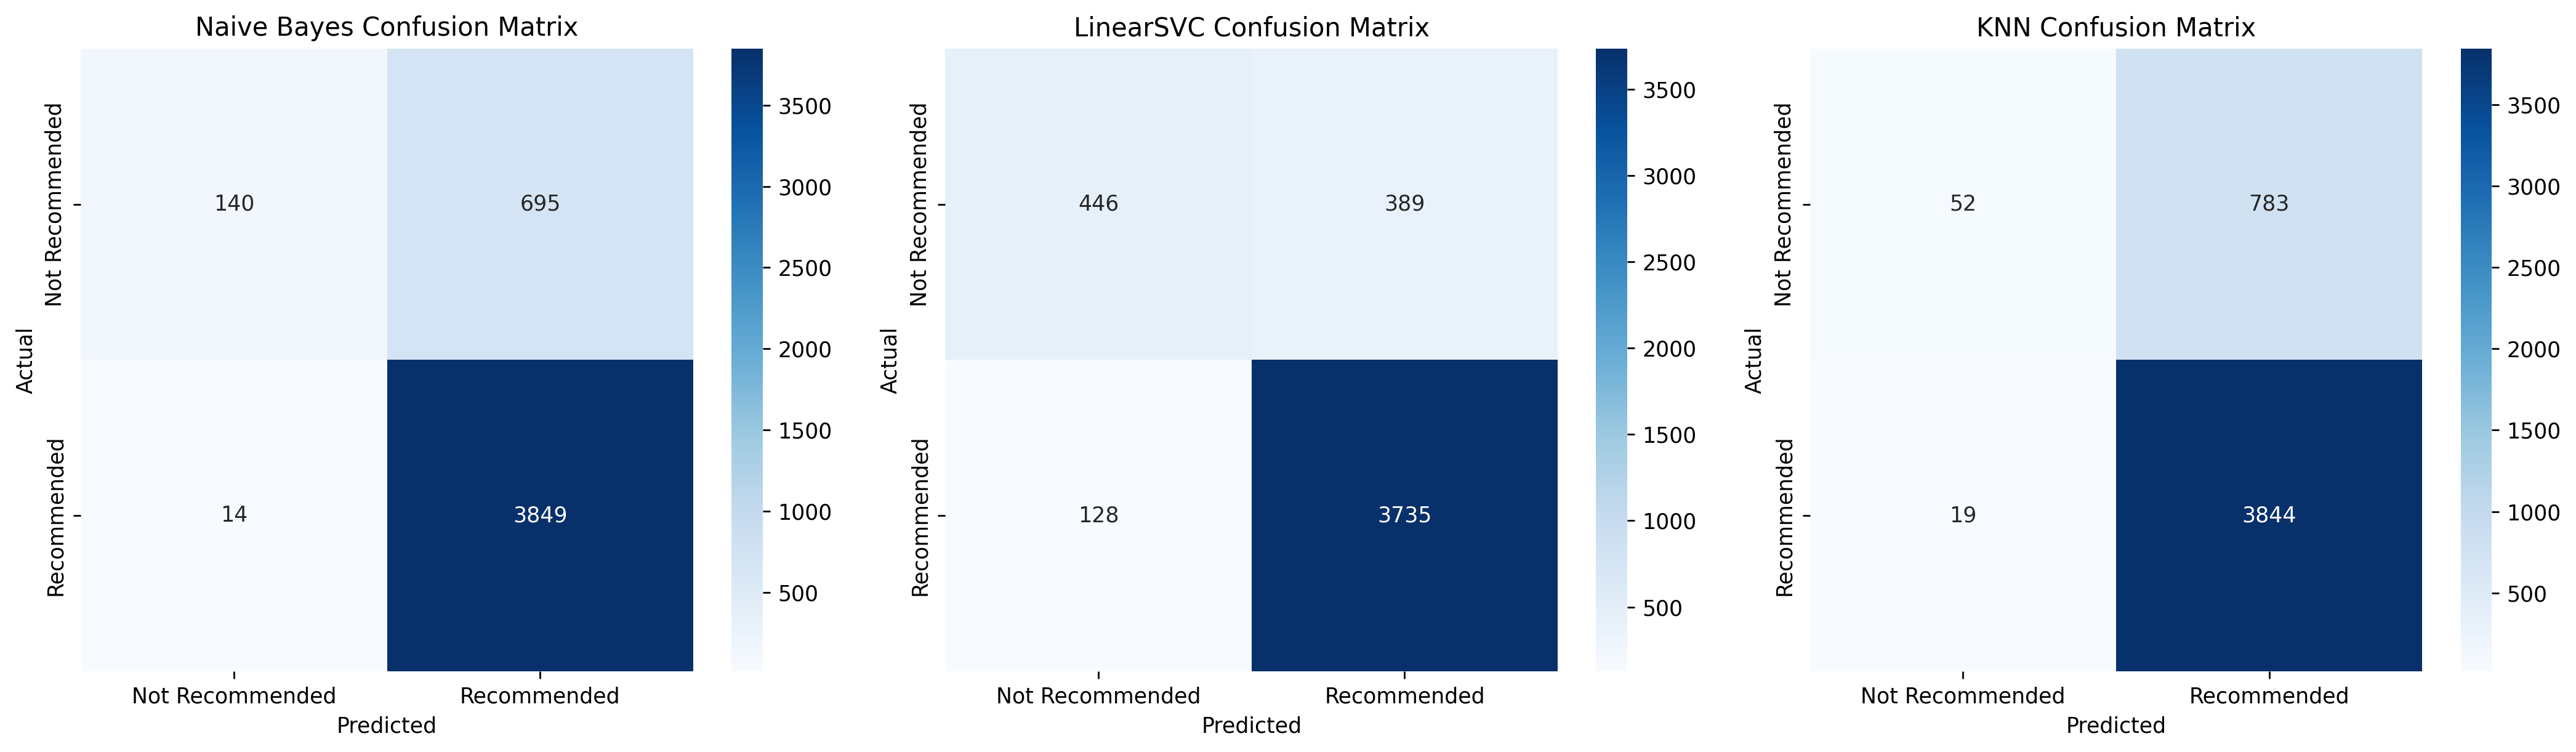 Naive Bayes Confusion Matrix
Actual
Not Recommended
Recommended
140
695
14
3849
Not Recommended
Recommended
Predicted
3500
3000
2500
2000
1500
1000
500
LinearSVC Confusion Matrix
Actual
Not Recommended
Recommended
446
389
128
3735
Not Recommended
Recommended
Predicted
3500
3000
2500
2000
1500
1000
500
KNN Confusion Matrix
Actual
Not Recommended
Recommended
52
783
19
3844
Not Recommended
Recommended
Predicted
3500
3000
2500
2000
1500
1000
500